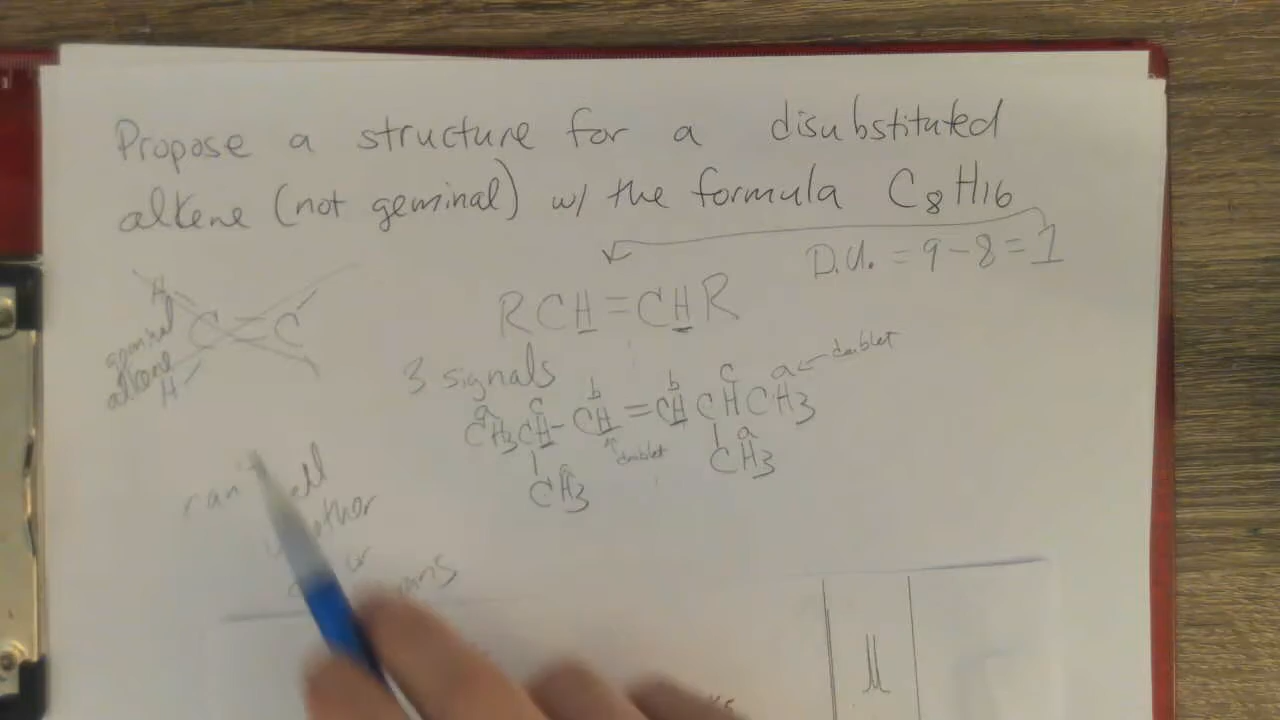 Propose a structure for a disubstituted
alkene (not geminal) w/ the formula C8H16
D.U. = 9-8=1
RCH=CHR
H
C=C
geminal
alkene
H
3 signals
a c b b c a ← doublet
CH3CH-CH=CHCHCH3
doublet
a a
CH3 CH3
or